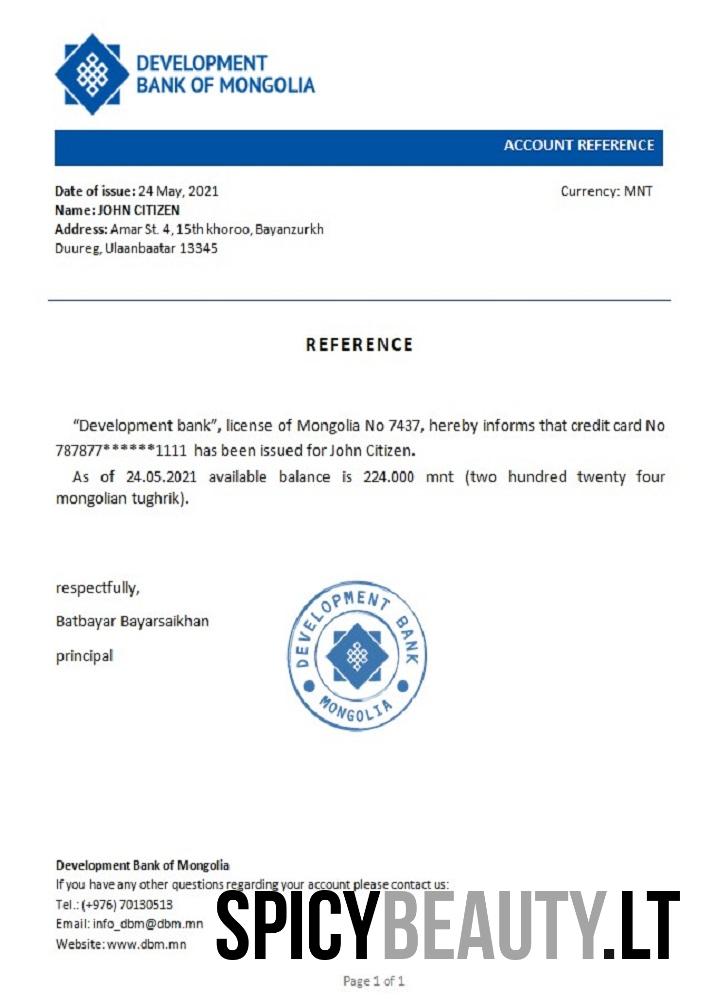 DEVELOPMENT
BANK OF MONGOLIA
ACCOUNT REFERENCE
Date of issue: 24 May, 2021
Currency: MNT
Name: JOHN CITIZEN
Address: Amar St. 4, 15th khoroo, Bayanzurkh
Duureg, Ulaanbaatar 13345
REFERENCE
“Development bank”, license of Mongolia No 7437, hereby informs that credit card No
787877******1111 has been issued for John Citizen.
As of 24.05.2021 available balance is 224.000 mnt (two hundred twenty four
mongolian tughrik).
respectfully,
Batbayar Bayarsaikhan
principal
DEVELOPMENT BANK
MONGOLIA
Development Bank of Mongolia
If you have any other questions regarding your account please contact us:
Tel.: (+976) 70130513
Email: info_dbm@dbm.mn
Website: www.dbm.mn
SPICYBEAUTY.LT
Page 1 of 1